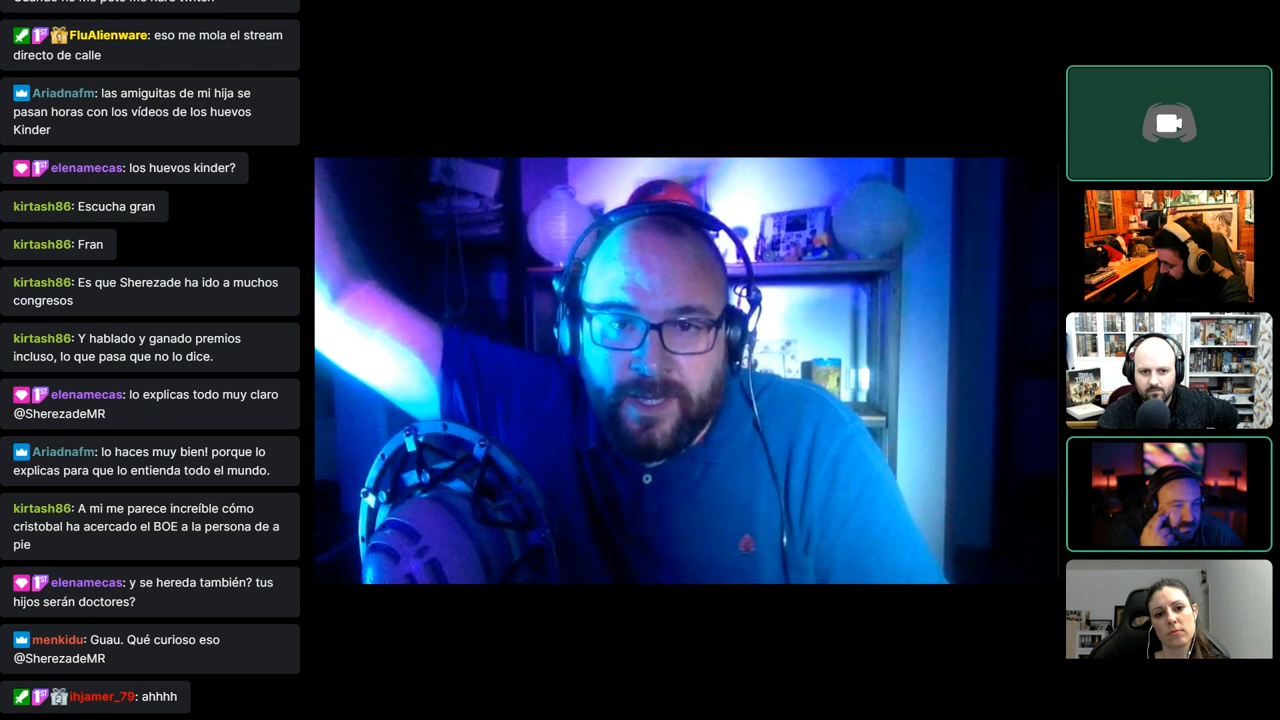 FluAlienware: eso me mola el stream
directo de calle
Ariadnafm: las amiguitas de mi hija se
pasan horas con los vídeos de los huevos
Kinder
elenamecas: los huevos kinder?
kirtash86: Escucha gran
kirtash86: Fran
kirtash86: Es que Sherezade ha ido a muchos
congresos
kirtash86: Y hablado y ganado premios
incluso, lo que pasa que no lo dice.
elenamecas: lo explicas todo muy claro
@SherezadeMR
Ariadnafm: lo haces muy bien! porque lo
explicas para que lo entienda todo el mundo.
kirtash86: A mi me parece increíble cómo
cristobal ha acercado el BOE a la persona de a
pie
elenamecas: y se hereda también? tus
hijos serán doctores?
menkidu: Guau. Qué curioso eso
@SherezadeMR
ihjamer_79: ahhhh